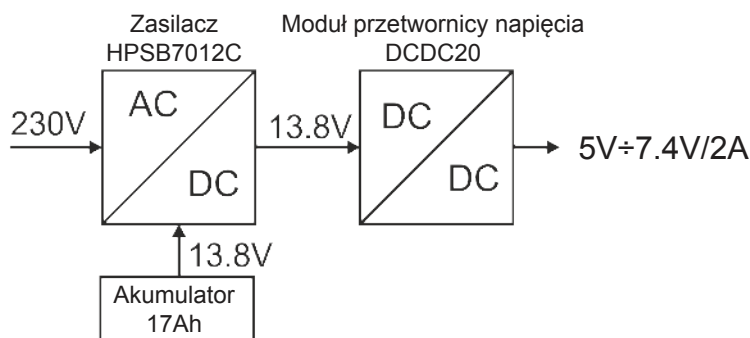 Zasilacz
HPSB7012C
Moduł przetwornicy napięcia
DCDC20
230V
AC
DC
13.8V
DC
DC
5V÷7.4V/2A
13.8V
Akumulator
17Ah